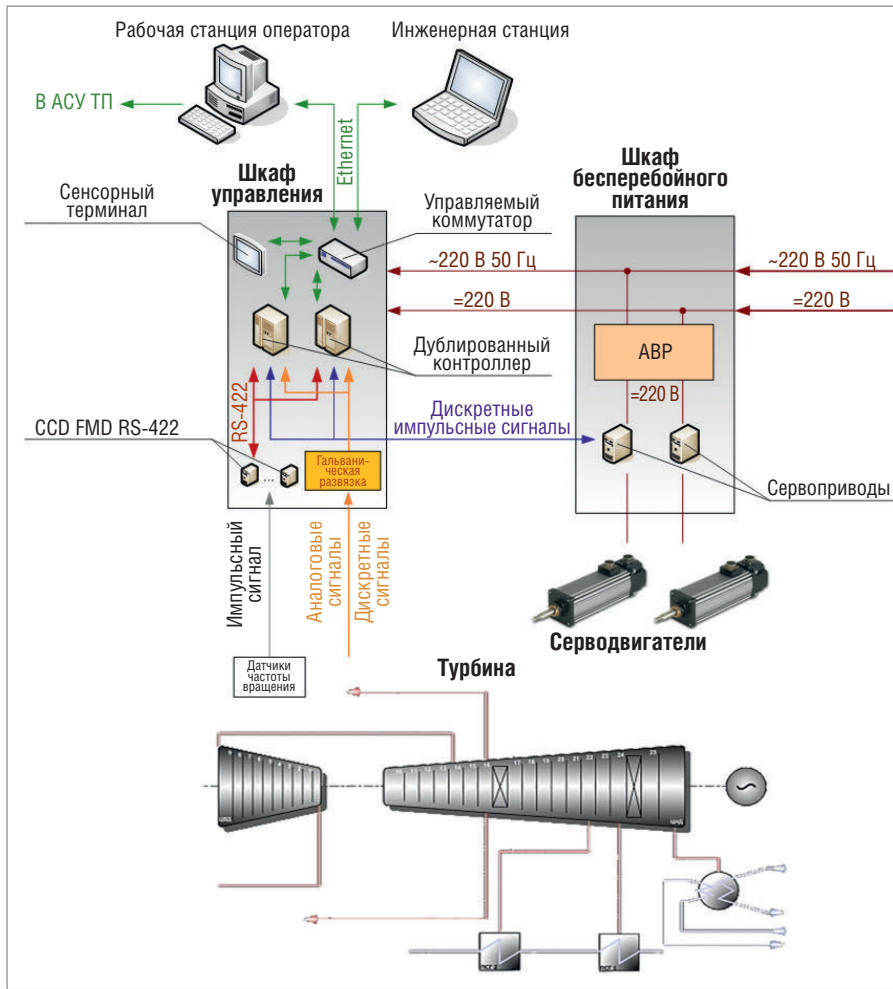 Рабочая станция оператора
Инженерная станция
В АСУ ТП
Ethernet
Шкаф
управления
Шкаф
бесперебойного
питания
Сенсорный
терминал
Управляемый
коммутатор
~220 В 50 Гц
~220 В 50 Гц
=220 В
=220 В
Дублированный
контроллер
АВР
=220 В
RS-422
CCD FMD RS-422
Дискретные
импульсные сигналы
...
Гальвани-
ческая
развязка
Сервоприводы
Импульсный
сигнал
Аналоговые
сигналы
Дискретные
сигналы
Серводвигатели
Датчики
частоты
вращения
Турбина